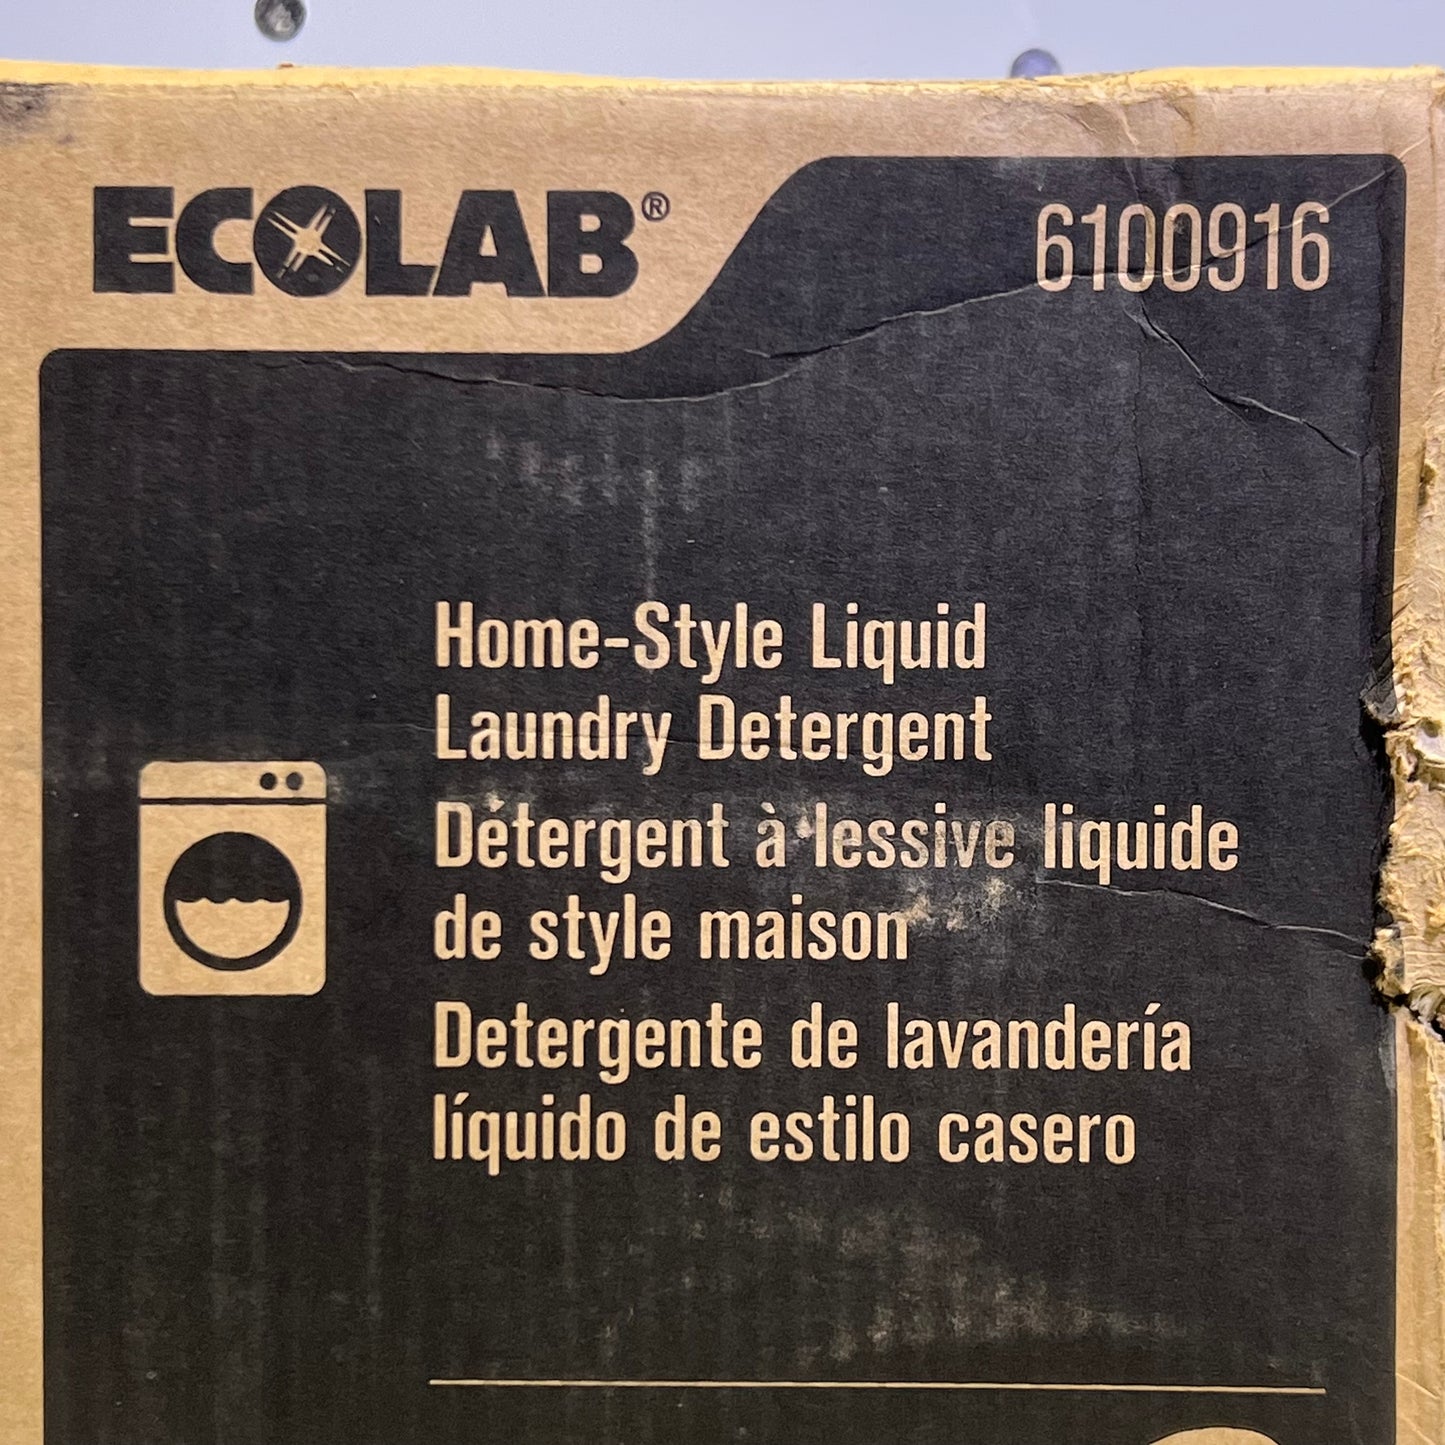 ECOLAB®
6100916
Home-Style Liquid
Laundry Detergent
Détergent à lessive liquide
de style maison
Detergente de lavandería
líquido de estilo casero